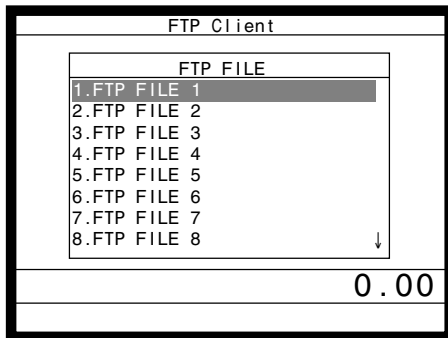 FTP Client
FTP FILE
1.FTP FILE 1
2.FTP FILE 2
3.FTP FILE 3
4.FTP FILE 4
5.FTP FILE 5
6.FTP FILE 6
7.FTP FILE 7
8.FTP FILE 8 ↓
0.00